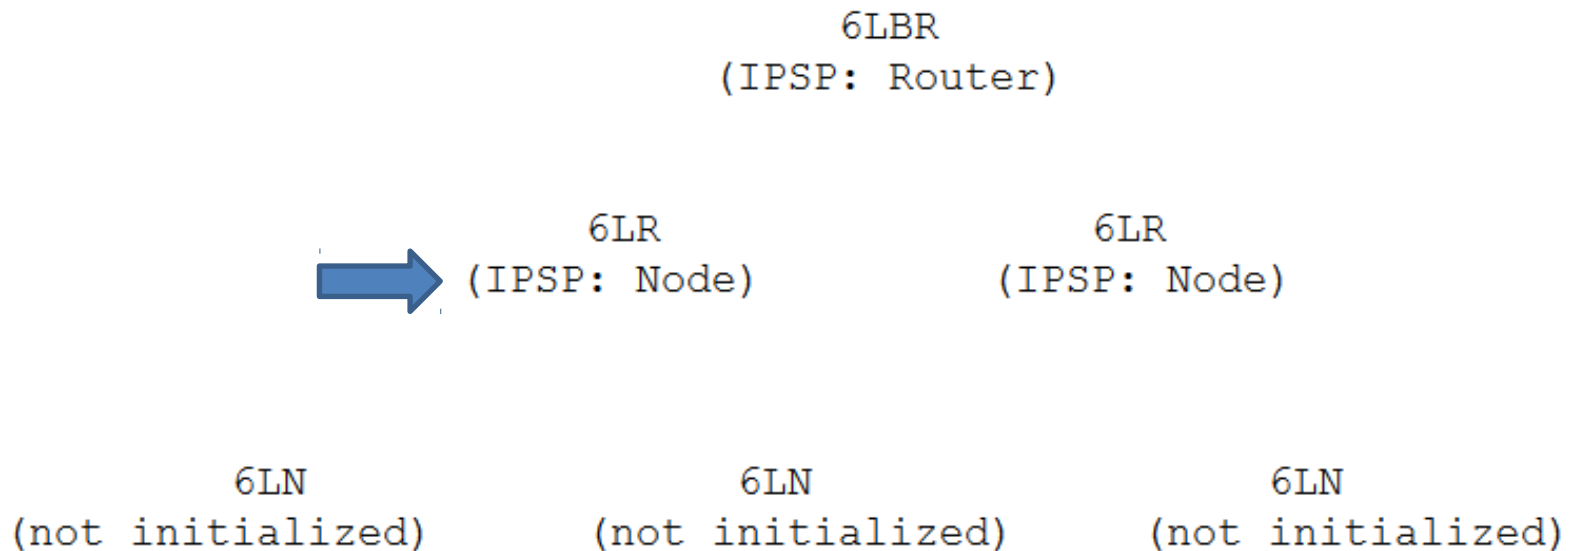 6LBR
(IPSP: Router)
6LR 6LR
(IPSP: Node) (IPSP: Node)
6LN 6LN 6LN
(not initialized) (not initialized) (not initialized)